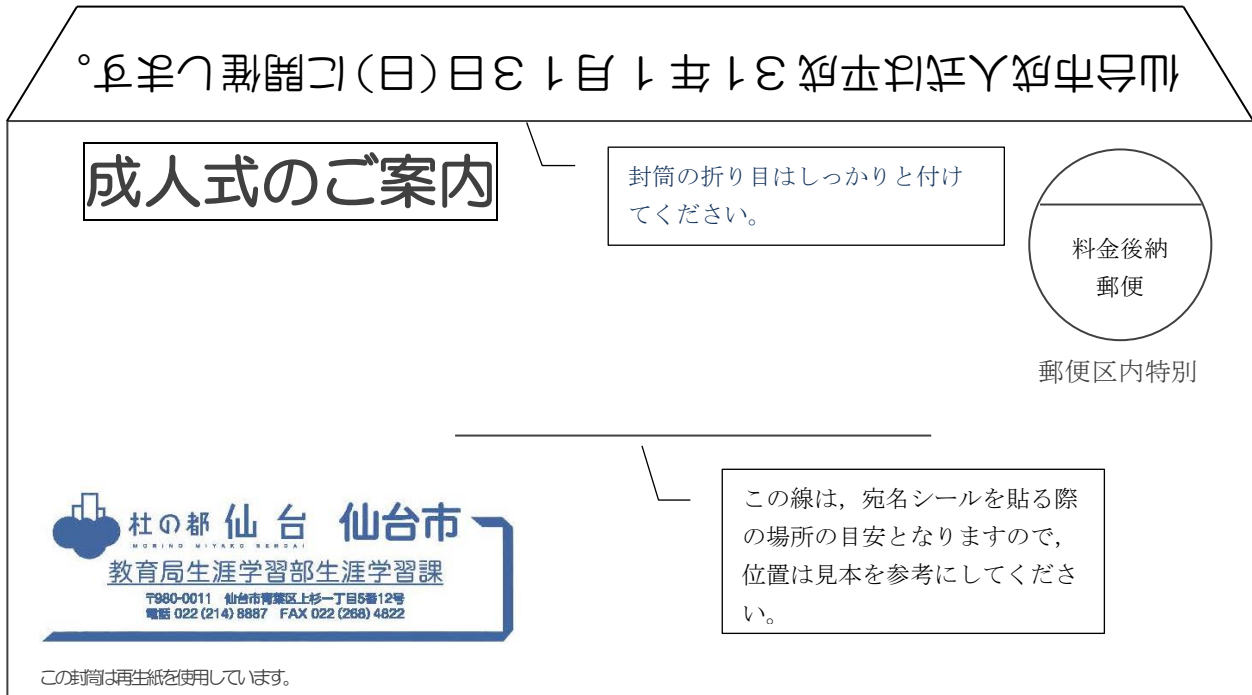 仙台市成人式は平成31年1月13日(日)に開催します。
成人式のご案内
封筒の折り目はしっかりと付け
てください。
料金後納
郵便
郵便区内特別
この線は，宛名シールを貼る際
の場所の目安となりますので，
位置は見本を参考にしてくださ
い。
杜の都 仙台 仙台市
MORINO MIYAKO SENDAI
教育局生涯学習部生涯学習課
〒980-0011 仙台市青葉区上杉一丁目5番12号
電話 022(214)8887 FAX 022(268)4822
この封筒は再生紙を使用しています。